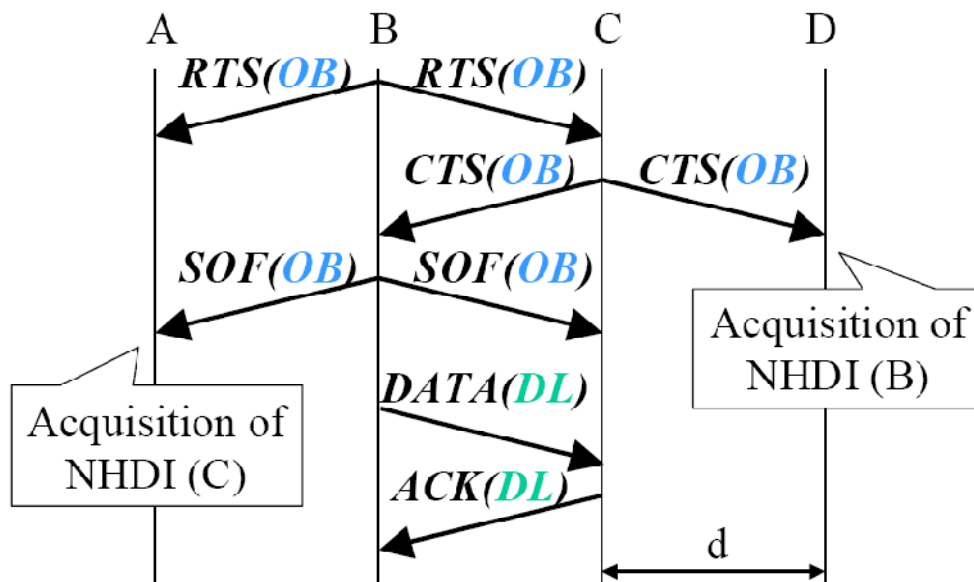 A B C D
RTS(OB) RTS(OB)
CTS(OB) CTS(OB)
SOF(OB) SOF(OB)
Acquisition of
NHDI (B)
DATA(DL)
Acquisition of
NHDI (C)
ACK(DL)
d